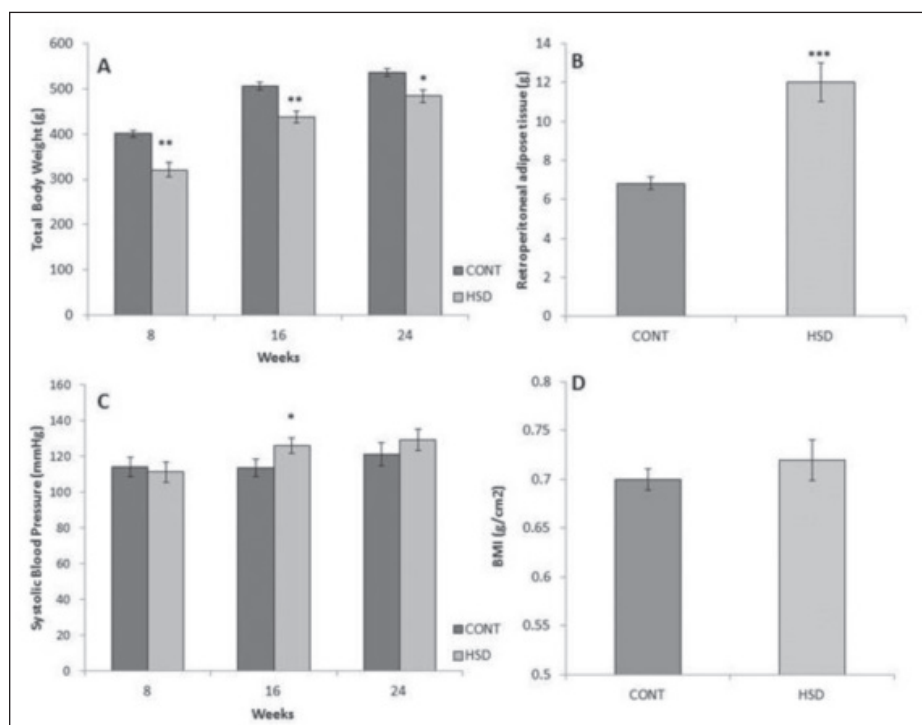 A
Total Body Weight (g)
600
500
400
300
200
100
0
**
**
*
8
16
24
Weeks
CONT
HSD
B
Retroperitoneal adipose tissue (g)
14
12
10
8
6
4
2
0
***
CONT
HSD
C
Systolic Blood Pressure (mmHg)
160
140
120
100
80
60
40
20
0
*
8
16
24
Weeks
CONT
HSD
D
BMI (g/cm2)
0.8
0.75
0.7
0.65
0.6
0.55
0.5
CONT
HSD